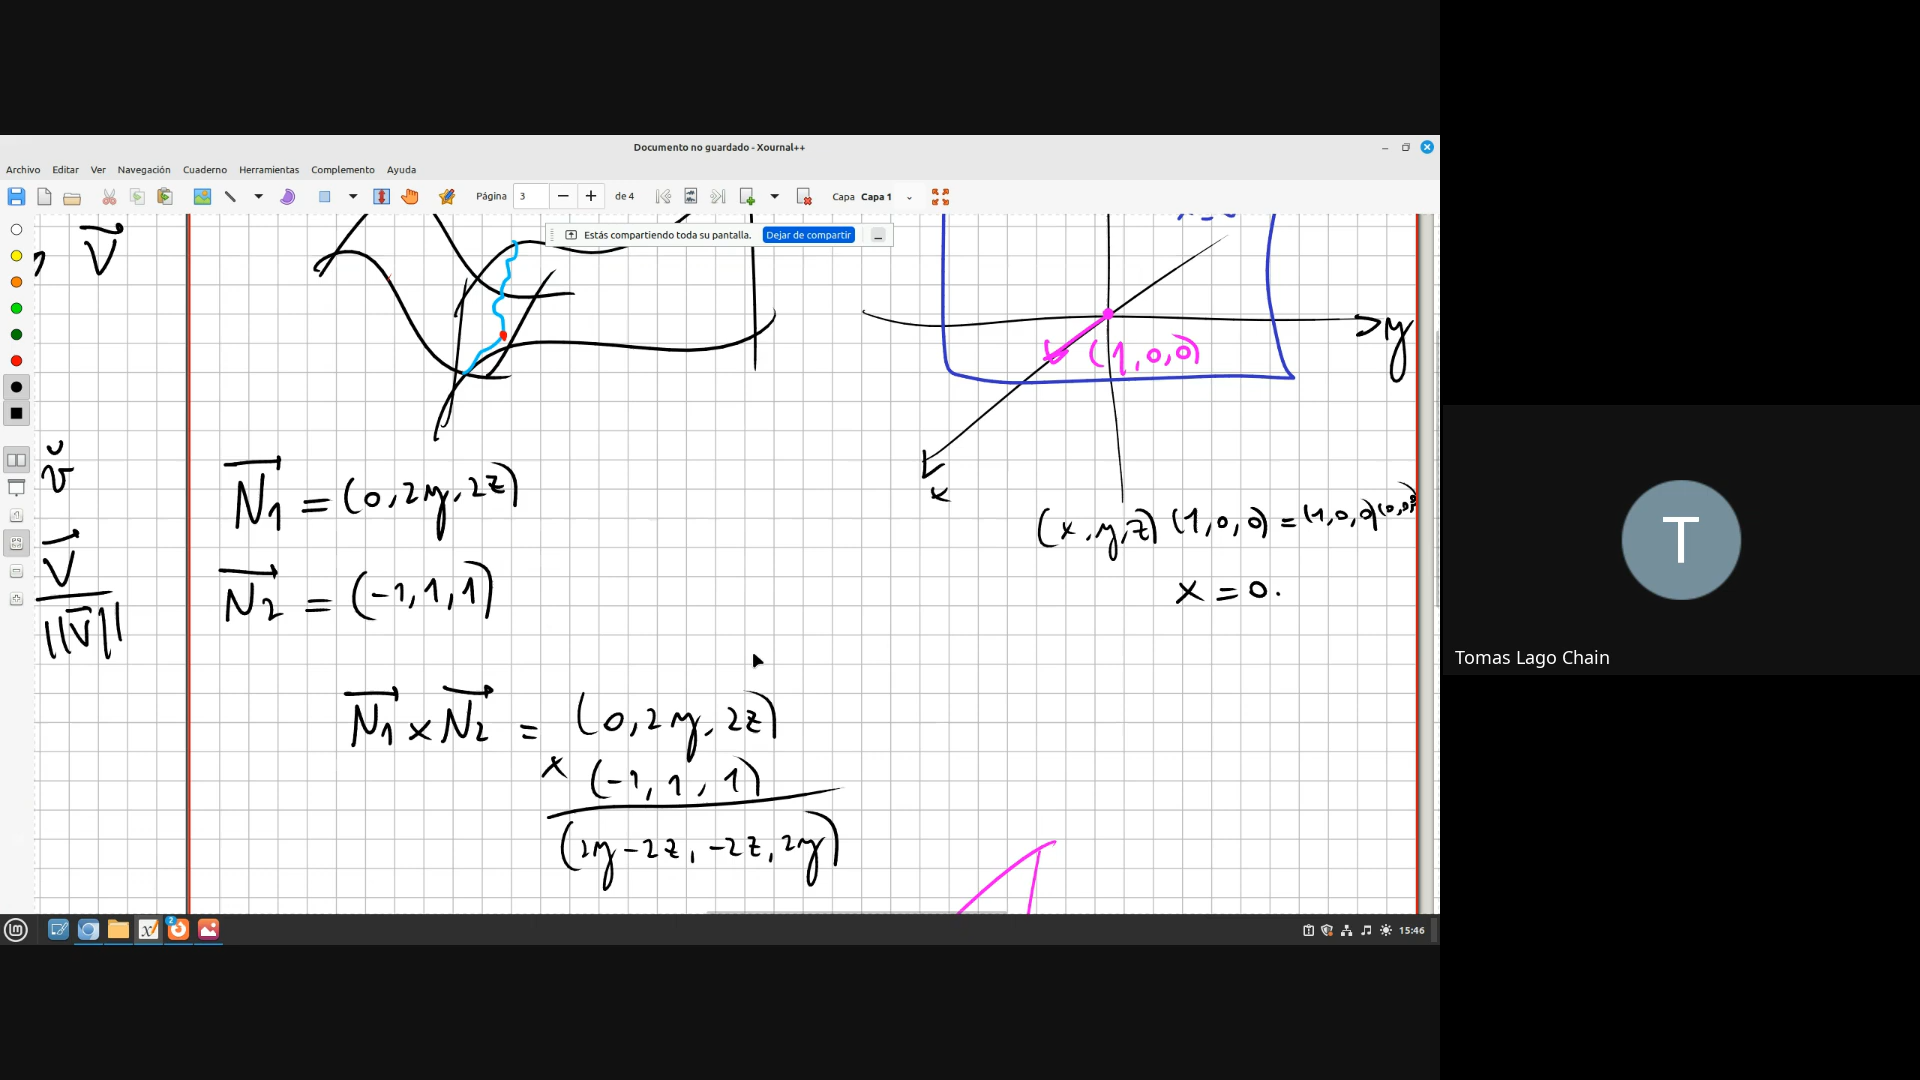 Documento no guardado - Xournal++
Archivo Editar Ver Navegación Cuaderno Herramientas Complemento Ayuda
Página 3 de 4 Capa Capa 1
Estás compartiendo toda su pantalla. Dejar de compartir
V
y
(1,0,0)
x
v
V
||V||
N1 = (0, 2y, 2z)
N2 = (-1, 1, 1)
(x, y, z) (1, 0, 0) = (1, 0, 0)
x = 0.
N1 x N2 = (0, 2y, 2z)
x (-1, 1, 1)
(2y-2z, -2z, 2y)
T
Tomas Lago Chain
2
15:46